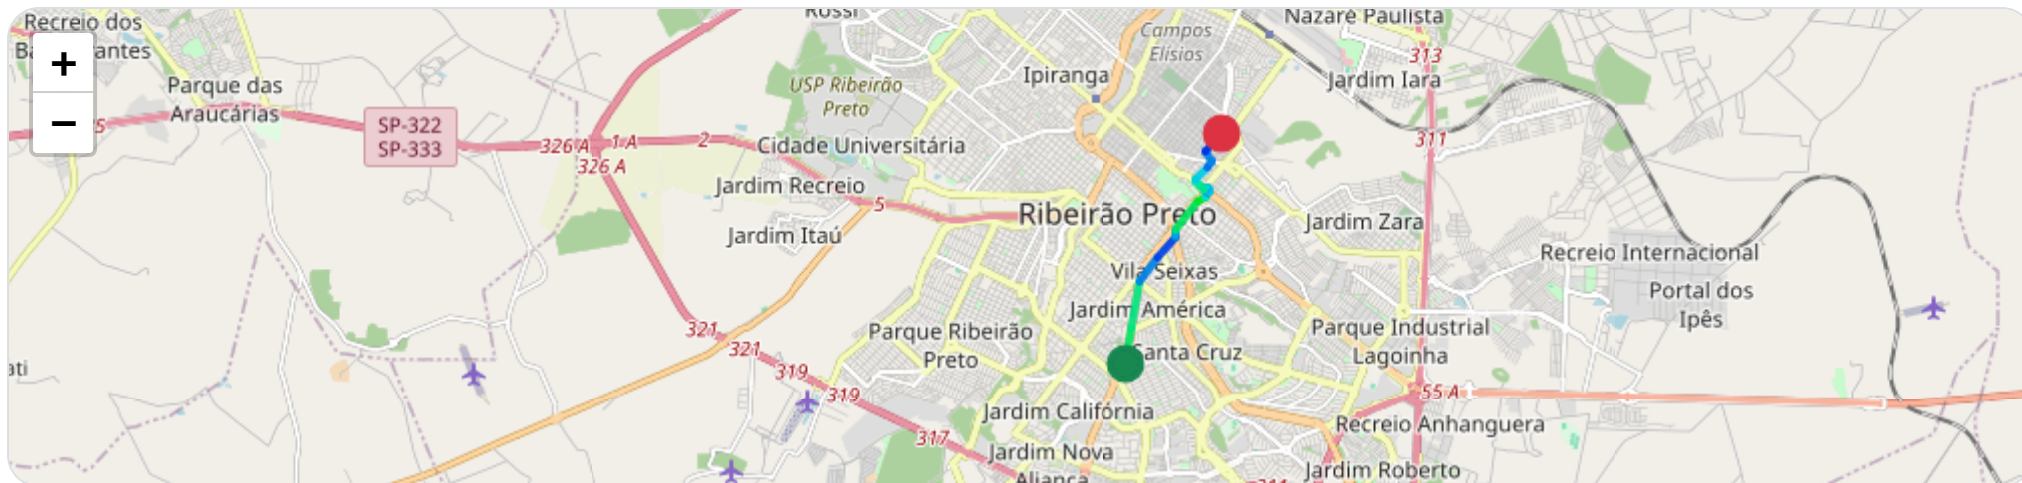 Recreio dos
Rossi
Nazaré Paulista
Campos
Elísios
+
313
Ipiranga
Jardim Iara
Parque das
Araucárias
USP Ribeirão
Preto
−
SP-322
SP-333
326 A
1 A
2
311
Cidade Universitária
326 A
Jardim Recreio
5
Ribeirão Preto
Jardim Zara
Jardim Itaú
Recreio Internacional
Vila Seixas
Portal dos
Ipês
Jardim América
321
Parque Ribeirão
Preto
Parque Industrial
Lagoinha
321
Santa Cruz
319
319
55 A
Jardim Califórnia
Recreio Anhanguera
317
Jardim Nova
Aliança
Jardim Roberto